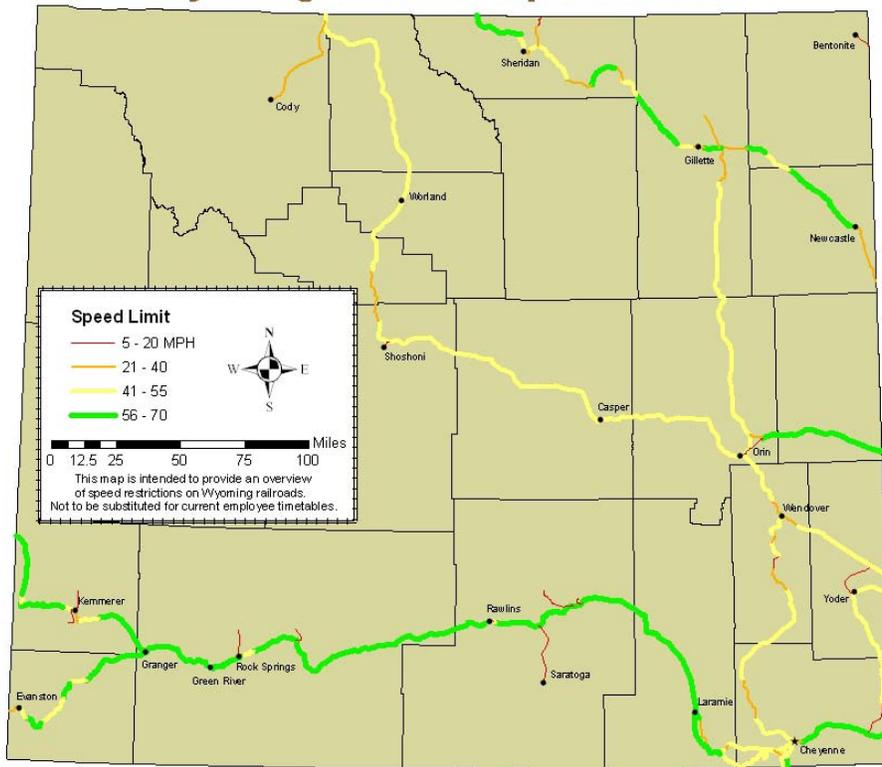 Bentonite
Sheridan
Cody
Gillette
Worland
Newcastle
Speed Limit
5 - 20 MPH
21 - 40
41 - 55
56 - 70
N
W
E
S
Miles
0 12.5 25 50 75 100
This map is intended to provide an overview
of speed restrictions on Wyoming railroads.
Not to be substituted for current employee timetables.
Shoshoni
Casper
Orin
Wendover
Kemmerer
Yoder
Rawlins
Granger
Rock Springs
Green River
Saratoga
Evanston
Laramie
Cheyenne